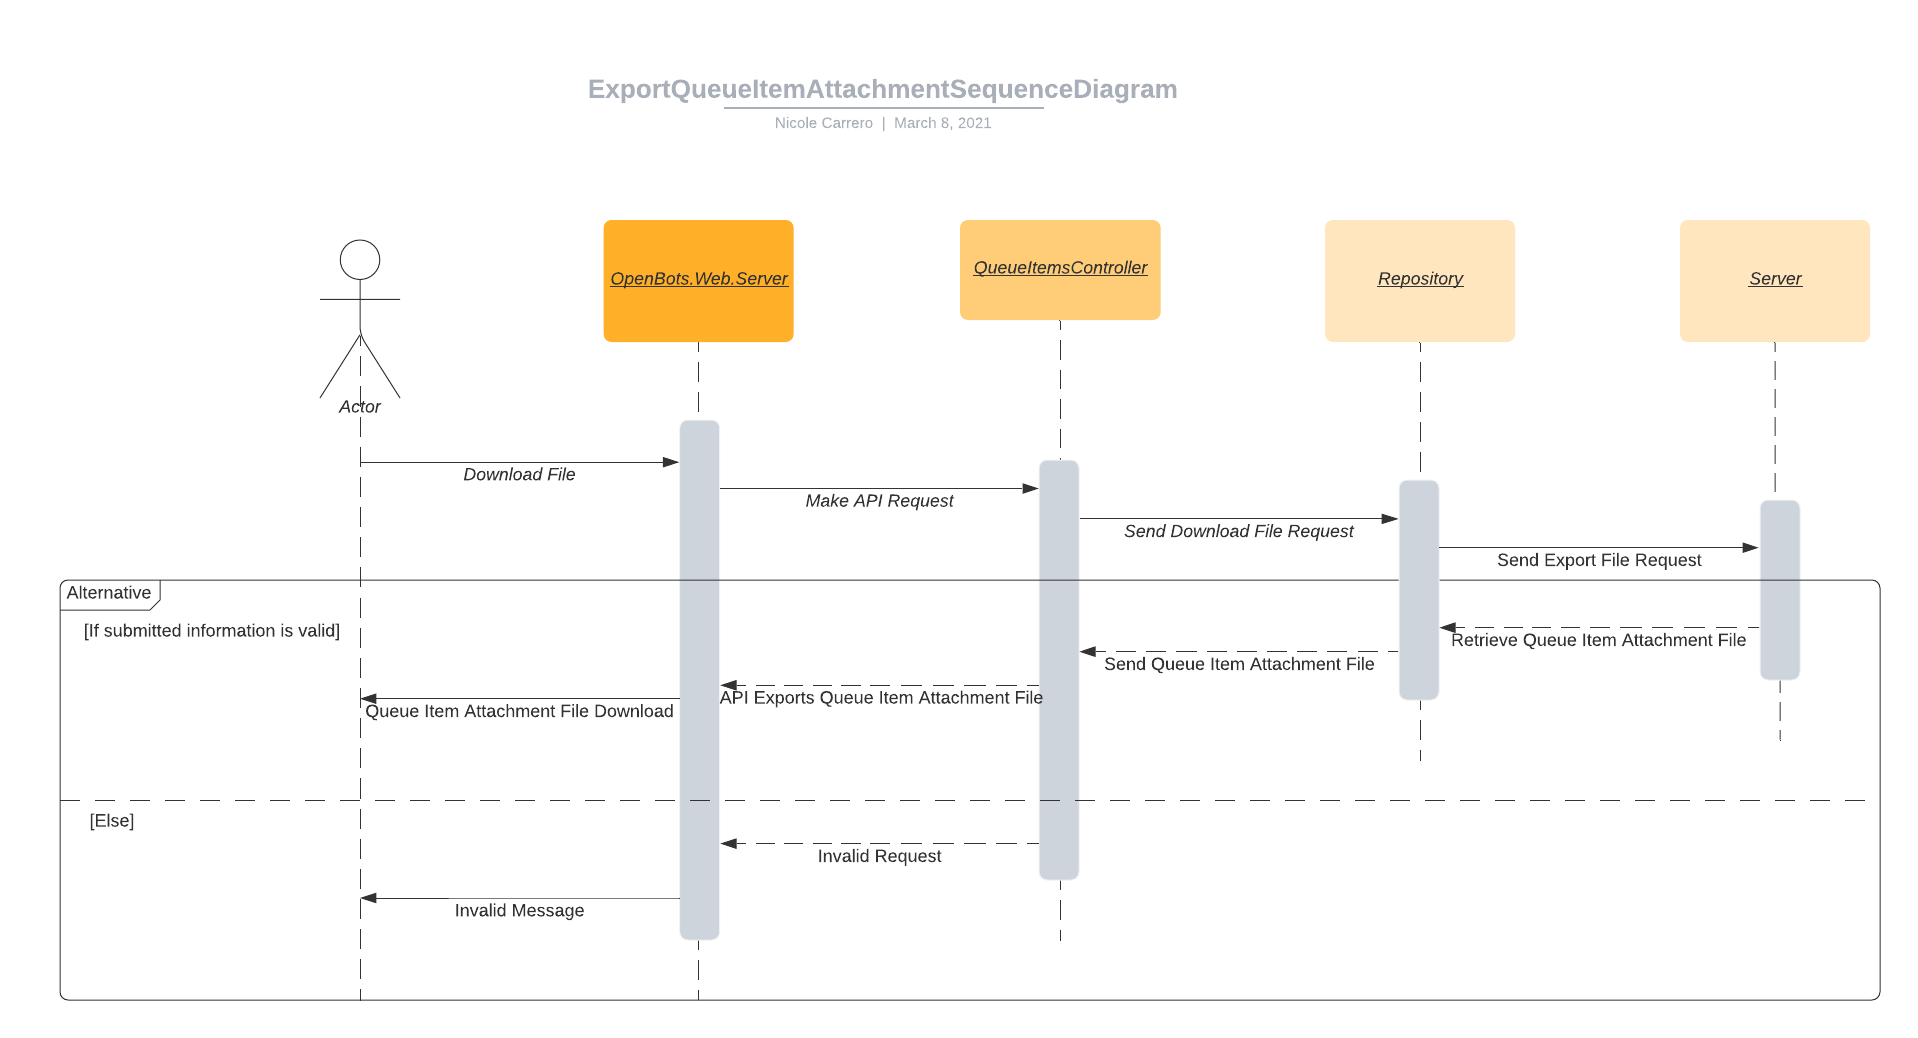 ExportQueueItemAttachmentSequenceDiagram
Nicole Carrero | March 8, 2021
OpenBots.Web.Server
QueueItemsController
Repository
Server
Actor
Download File
Make API Request
Send Download File Request
Send Export File Request
Alternative
[If submitted information is valid]
Retrieve Queue Item Attachment File
Send Queue Item Attachment File
API Exports Queue Item Attachment File
Queue Item Attachment File Download
[Else]
Invalid Request
Invalid Message